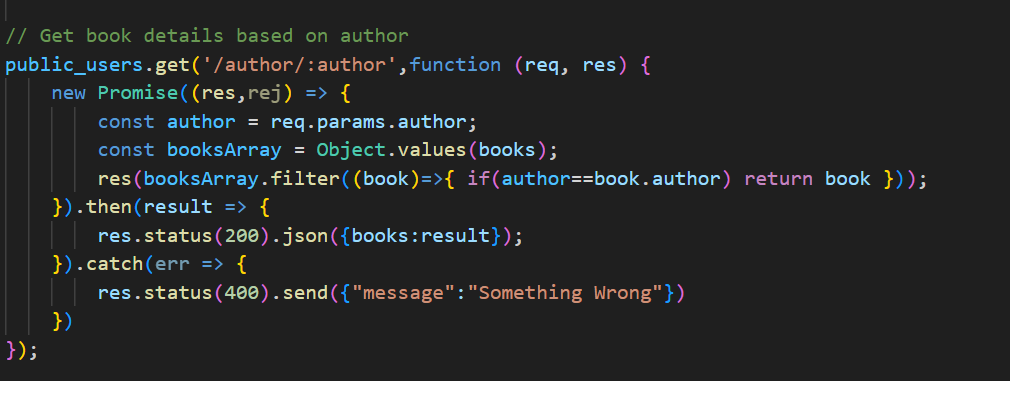 // Get book details based on author
public_users.get('/author/:author',function (req, res) {
    new Promise((res,rej) => {
        const author = req.params.author;
        const booksArray = Object.values(books);
        res(booksArray.filter((book)=>{ if(author==book.author) return book }));
    }).then(result => {
        res.status(200).json({books:result});
    }).catch(err => {
        res.status(400).send({"message":"Something Wrong"})
    })
});